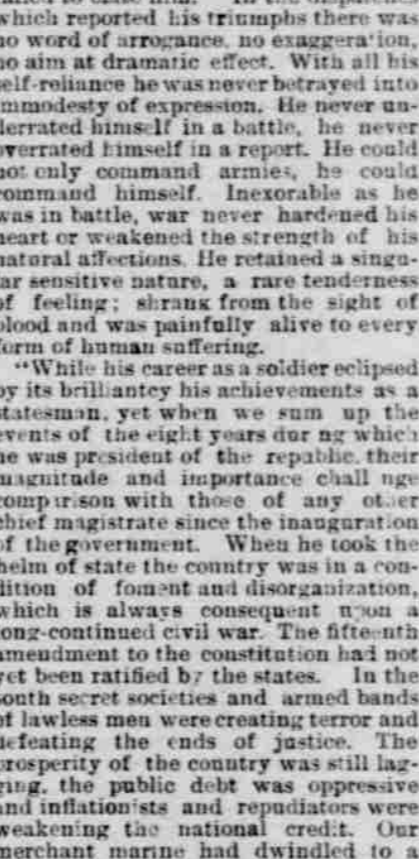 which reported his triumphs there was
no word of arrogance, no exaggeration,
no aim at dramatic effect. With all his
self-reliance he was never betrayed into
immodesty of expression. He never un-
derrated himself in a battle, he never
overrated himself in a report. He could
not only command armies, he could
command himself. Inexorable as he
was in battle, war never hardened his
heart or weakened the strength of his
natural affections. He retained a singu-
lar sensitive nature, a rare tenderness
of feeling; shrank from the sight of
blood and was painfully alive to every
form of human suffering.
"While his career as a soldier eclipsed
by its brilliantcy his achievements as a
statesman, yet when we sum up the
events of the eight years dur ng which
he was president of the republic, their
magnitude and importance chall nge
comparison with those of any other
chief magistrate since the inauguration
of the government. When he took the
helm of state the country was in a con-
dition of foment and disorganization,
which is always consequent upon a
long-continued civil war. The fifteenth
amendment to the constitution had not
yet been ratified by the states. In the
south secret societies and armed bands
of lawless men were creating terror and
defeating the ends of justice. The
prosperity of the country was still lag-
ging, the public debt was oppressive
and inflationists and repudiators were
weakening the national credit. Our
merchant marine had dwindled to a